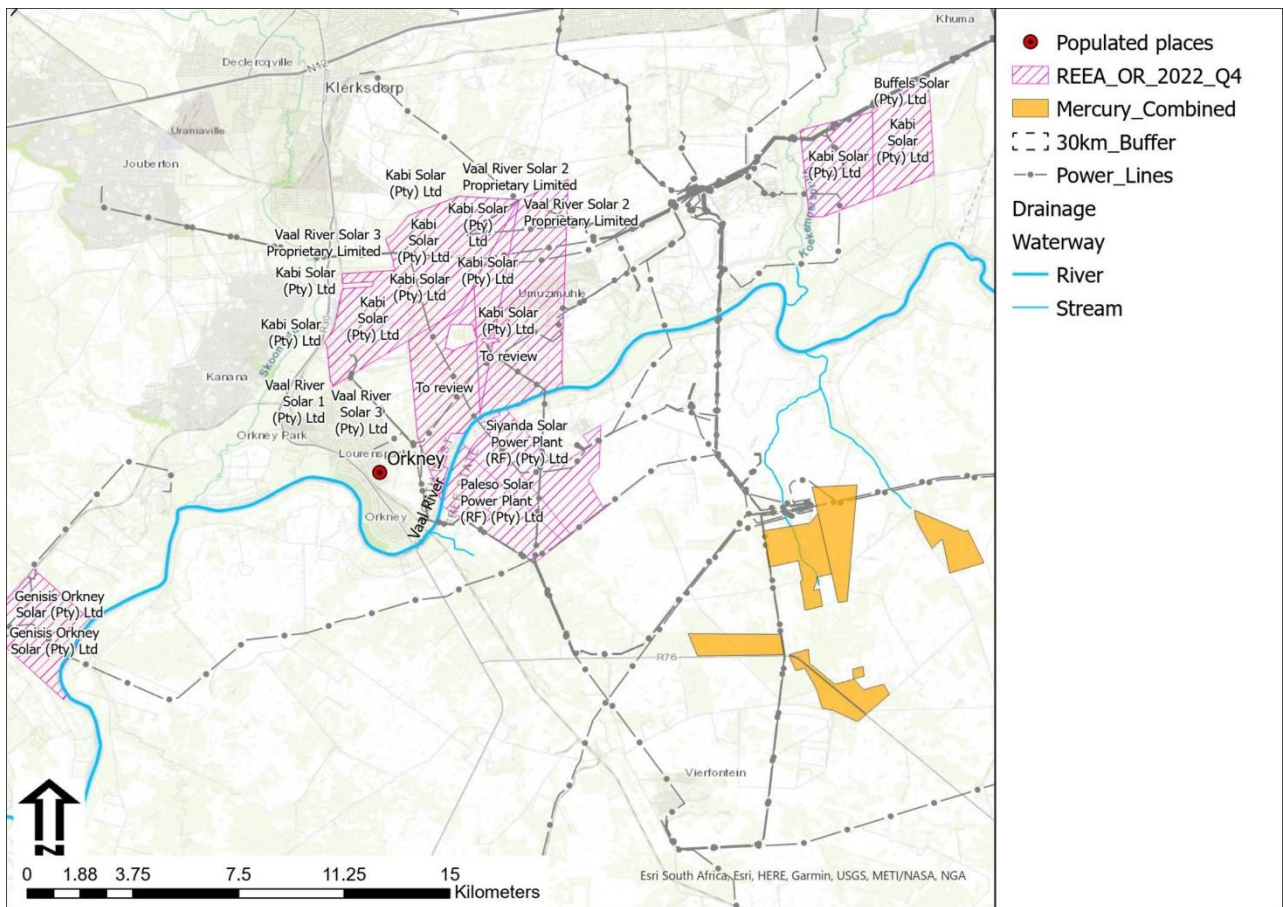 Khuma
Declercqville
N12
Klerksdorp
Buffels Solar
(Pty) Ltd
Uraniaville
Jouberton
Kabi
Solar
(Pty) Ltd
Kabi Solar
(Pty) Ltd
Kabi Solar
(Pty) Ltd
Vaal River Solar 2
Proprietary Limited
Vaal River Solar 2
Proprietary Limited
Kabi Solar
(Pty)
Ltd
Kabi
Solar
(Pty) Ltd
Vaal River Solar 3
Proprietary Limited
Kabi Solar
(Pty) Ltd
Kabi Solar
(Pty) Ltd
Kabi Solar
(Pty) Ltd
Umuzimuhle
Kabi
Solar
(Pty) Ltd
Kabi Solar
(Pty) Ltd
Kabi Solar
(Pty) Ltd
To review
Kanana
To review
Vaal River
Solar 1
(Pty) Ltd
Vaal River
Solar 3
(Pty) Ltd
Orkney Park
Siyanda Solar
Power Plant
(RF) (Pty) Ltd
Orkney
Paleso Solar
Power Plant
(RF) (Pty) Ltd
Orkney
Vaal River
Genisis Orkney
Solar (Pty) Ltd
Genisis Orkney
Solar (Pty) Ltd
R76
Vierfontein
N
0 1.88 3.75 7.5 11.25 15
Kilometers
Esri South Africa, Esri, HERE, Garmin, USGS, METI/NASA, NGA
Populated places
REEA_OR_2022_Q4
Mercury_Combined
30km_Buffer
Power_Lines
Drainage
Waterway
River
Stream